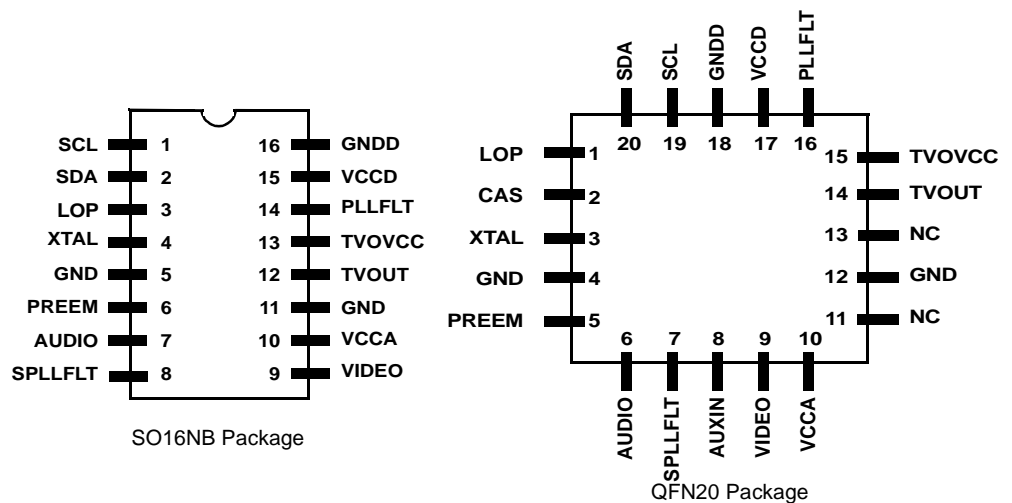 SCL 1 16 GNDD
SDA 2 15 VCCD
LOP 3 14 PLLFLT
XTAL 4 13 TVOVCC
GND 5 12 TVOUT
PREEM 6 11 GND
AUDIO 7 10 VCCA
SPLLFLT 8 9 VIDEO
SO16NB Package
SDA SCL GNDD VCCD PLLFLT
20 19 18 17 16
LOP 1 15 TVOVCC
CAS 2 14 TVOUT
XTAL 3 13 NC
GND 4 12 GND
PREEM 5 11 NC
6 7 8 9 10
AUDIO SPLLFLT AUXIN VIDEO VCCA
QFN20 Package